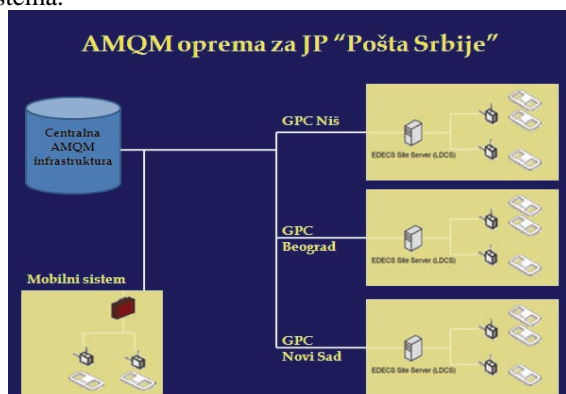 stema.
AMQM oprema za JP “Pošta Srbije”
Centralna
AMQM
infrastruktura
GPC Niš
EDECS Site Server (LDCS)
GPC
Beograd
EDECS Site Server (LDCS)
Mobilni sistem
GPC
Novi Sad
EDECS Site Server (LDCS)